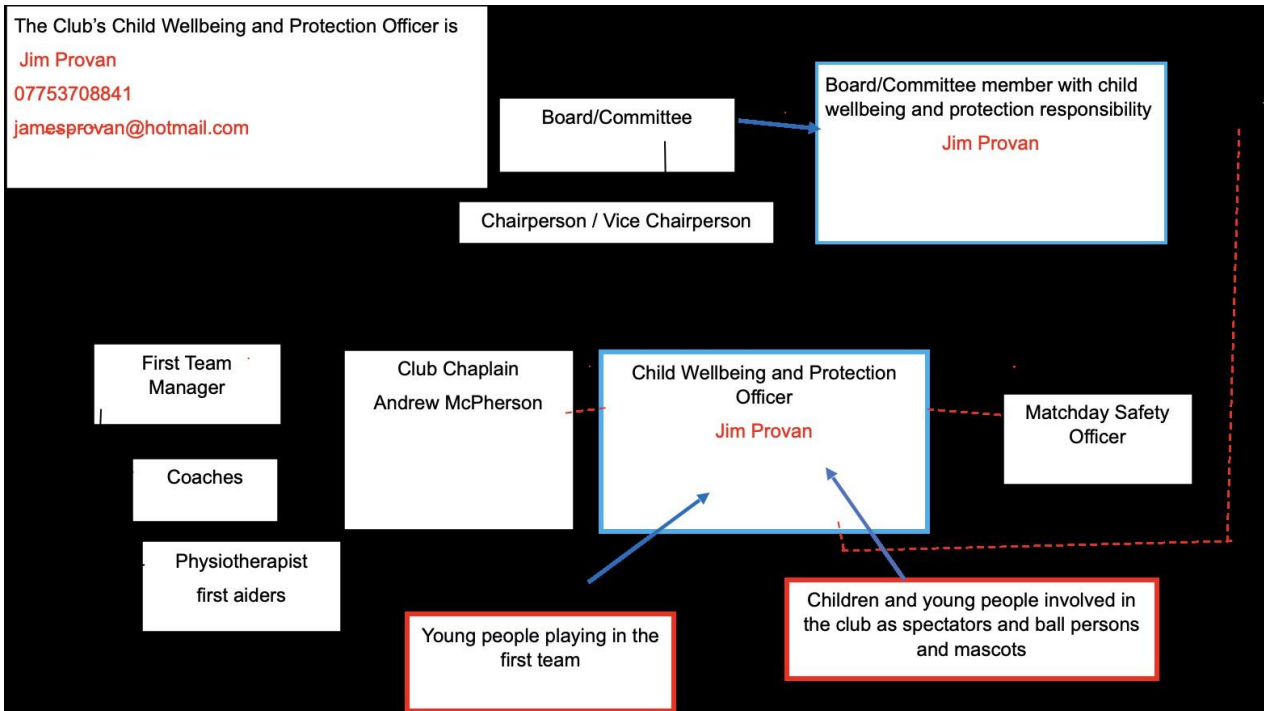 The Club's Child Wellbeing and Protection Officer is
Jim Provan
07753708841
jamesprovan@hotmail.com
Board/Committee
Board/Committee member with child
wellbeing and protection responsibility
Jim Provan
Chairperson / Vice Chairperson
First Team
Manager
Club Chaplain
Andrew McPherson
Child Wellbeing and Protection
Officer
Jim Provan
Matchday Safety
Officer
Coaches
Physiotherapist
first aiders
Young people playing in the
first team
Children and young people involved in
the club as spectators and ball persons
and mascots